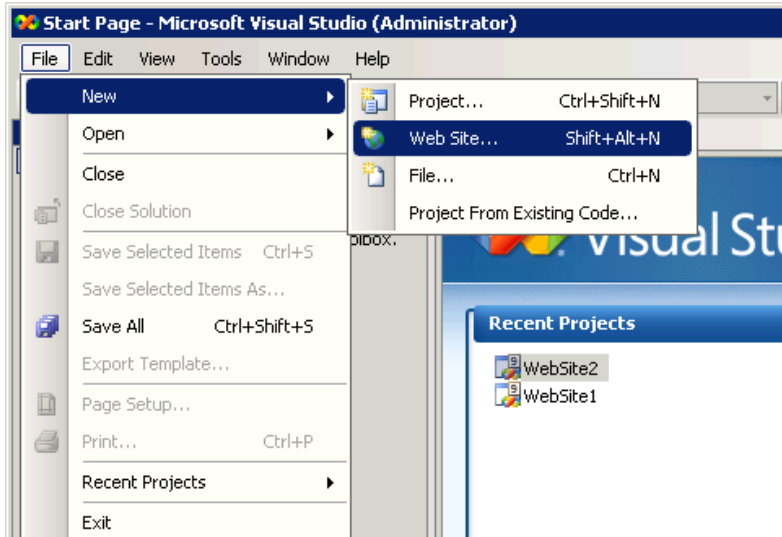 Start Page - Microsoft Visual Studio (Administrator)
File Edit View Tools Window Help
New
Open
Close
Close Solution
Save Selected Items Ctrl+S
Save Selected Items As...
Save All Ctrl+Shift+S
Export Template...
Page Setup...
Print... Ctrl+P
Recent Projects
Exit
Project... Ctrl+Shift+N
Web Site... Shift+Alt+N
File... Ctrl+N
Project From Existing Code...
Visual
Recent Projects
WebSite2
WebSite1